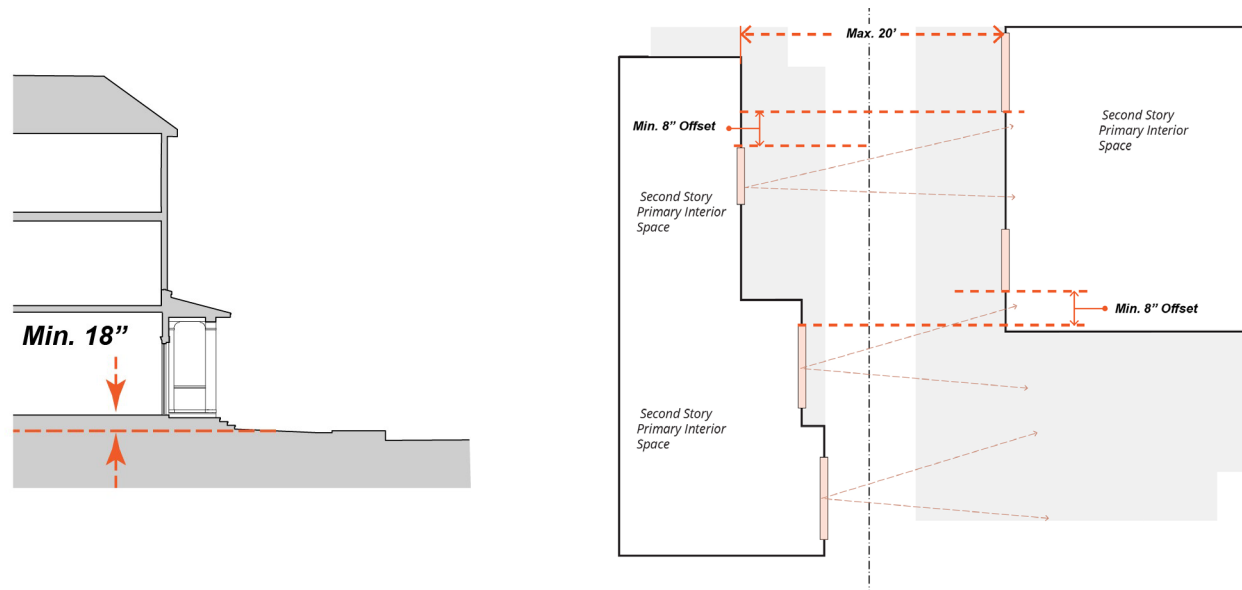 Min. 18”
Max. 20’
Min. 8” Offset
Second Story
Primary Interior
Space
Second Story
Primary Interior
Space
Min. 8” Offset
Second Story
Primary Interior
Space